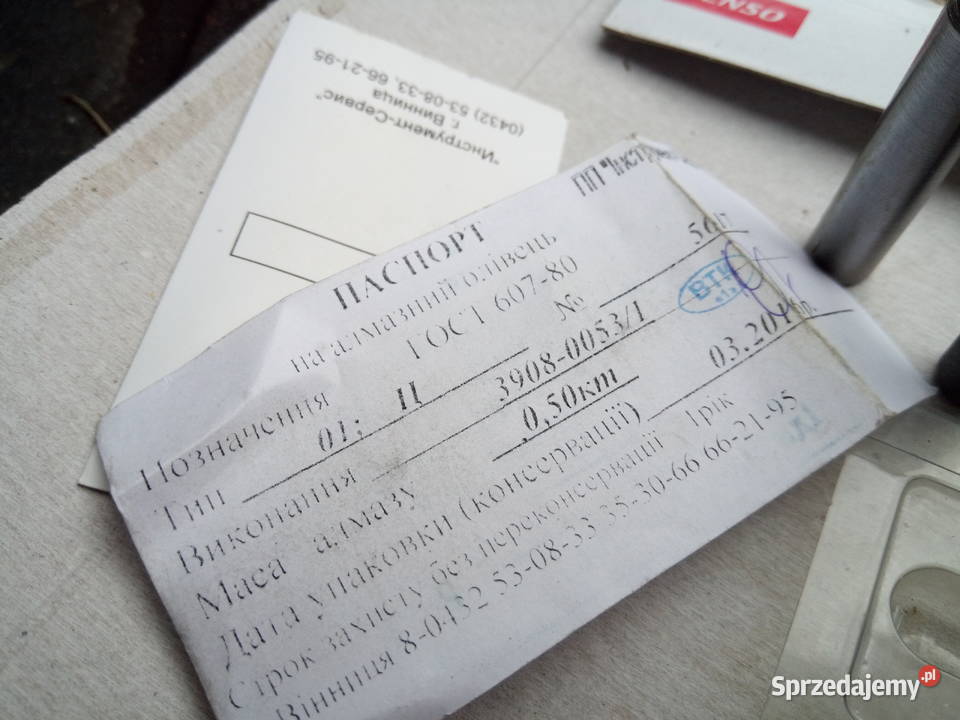 ENSO
"Инструмент-Сервис"
г. Винница
(0432) 53-08-33, 66-21-95
ПП
ПАСПОРТ
на алмазний олівець
ГОСТ 607-80
Позначення 3908-0053/1 №
Тип 01;
Виконання
Маса алмазу 0,50кт
Дата упаковки (консервації) 03.201
Строк захисту без переконсервації 1рік
Вінниця 8-0432 53-08-33 35-30-66 66-21-95
ВТК
Sprzedajemy.pl